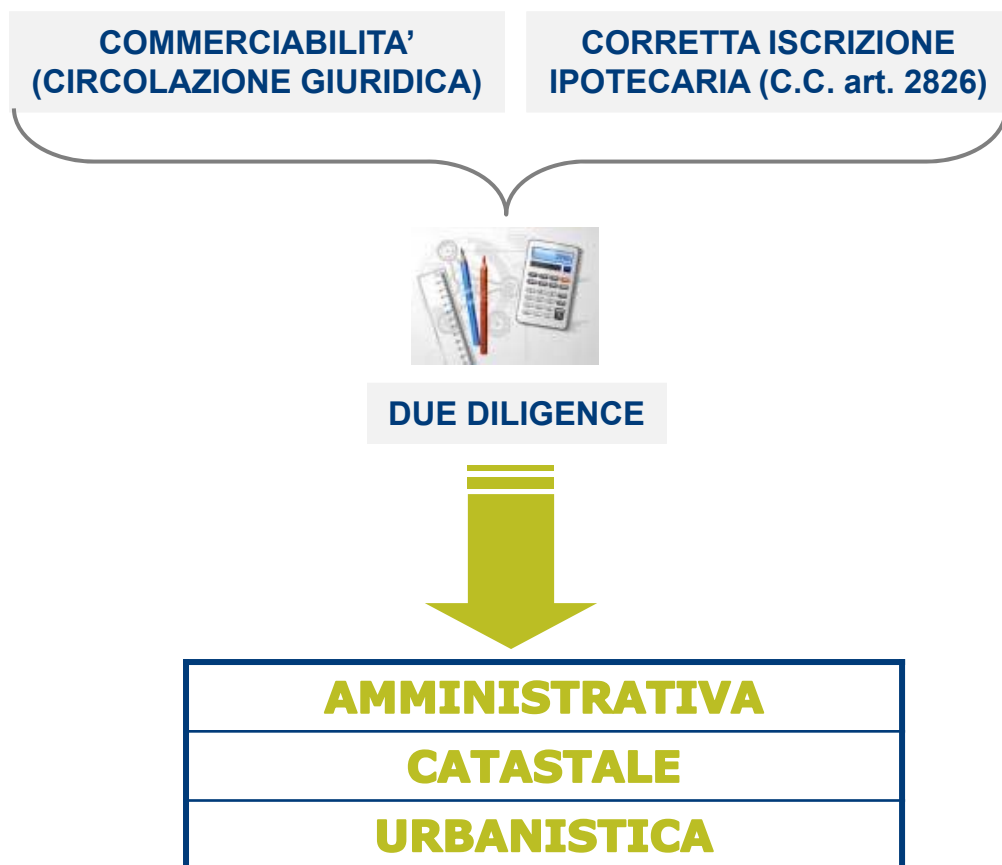 COMMERCIABILITA’
(CIRCOLAZIONE GIURIDICA)
CORRETTA ISCRIZIONE
IPOTECARIA (C.C. art. 2826)
DUE DILIGENCE
AMMINISTRATIVA
CATASTALE
URBANISTICA